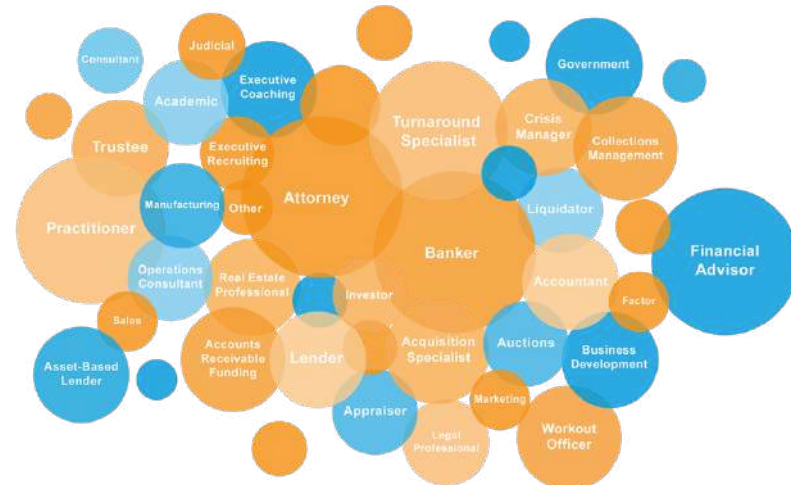 Judicial
Consultant
Government
Executive
Coaching
Academic
Turnaround
Specialist
Crisis
Manager
Collections
Management
Trustee
Executive
Recruiting
Attorney
Manufacturing
Other
Liquidator
Practitioner
Banker
Financial
Advisor
Operations
Consultant
Real Estate
Professional
Investor
Accountant
Factor
Sales
Accounts
Receivable
Funding
Lender
Acquisition
Specialist
Auctions
Business
Development
Asset-Based
Lender
Appraiser
Marketing
Legal
Professional
Workout
Officer